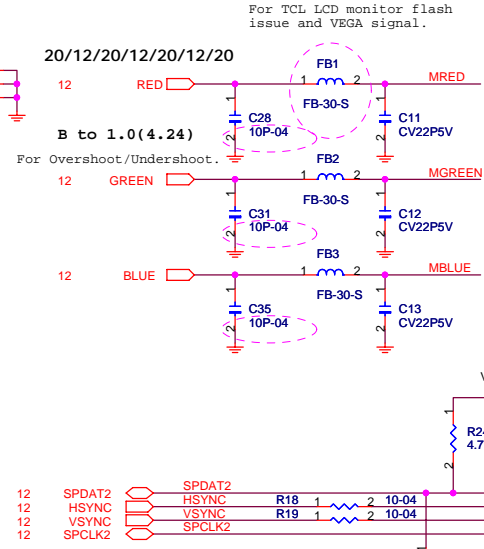 For TCL LCD monitor flash
issue and VEGA signal.
20/12/20/12/20/12/20
12 RED 1 FB1 2 MRED
FB-30-S
1 C28 10P-04 2
1 C11 CV22P5V 2
B to 1.0(4.24)
For Overshoot/Undershoot.
12 GREEN 1 FB2 2 MGREEN
FB-30-S
1 C31 10P-04 2
1 C12 CV22P5V 2
12 BLUE 1 FB3 2 MBLUE
FB-30-S
1 C35 10P-04 2
1 C13 CV22P5V 2
1 2
12 SPDAT2 SPDAT2
12 HSYNC HSYNC R18 1 2 10-04
12 VSYNC VSYNC R19 1 2 10-04
12 SPCLK2 SPCLK2